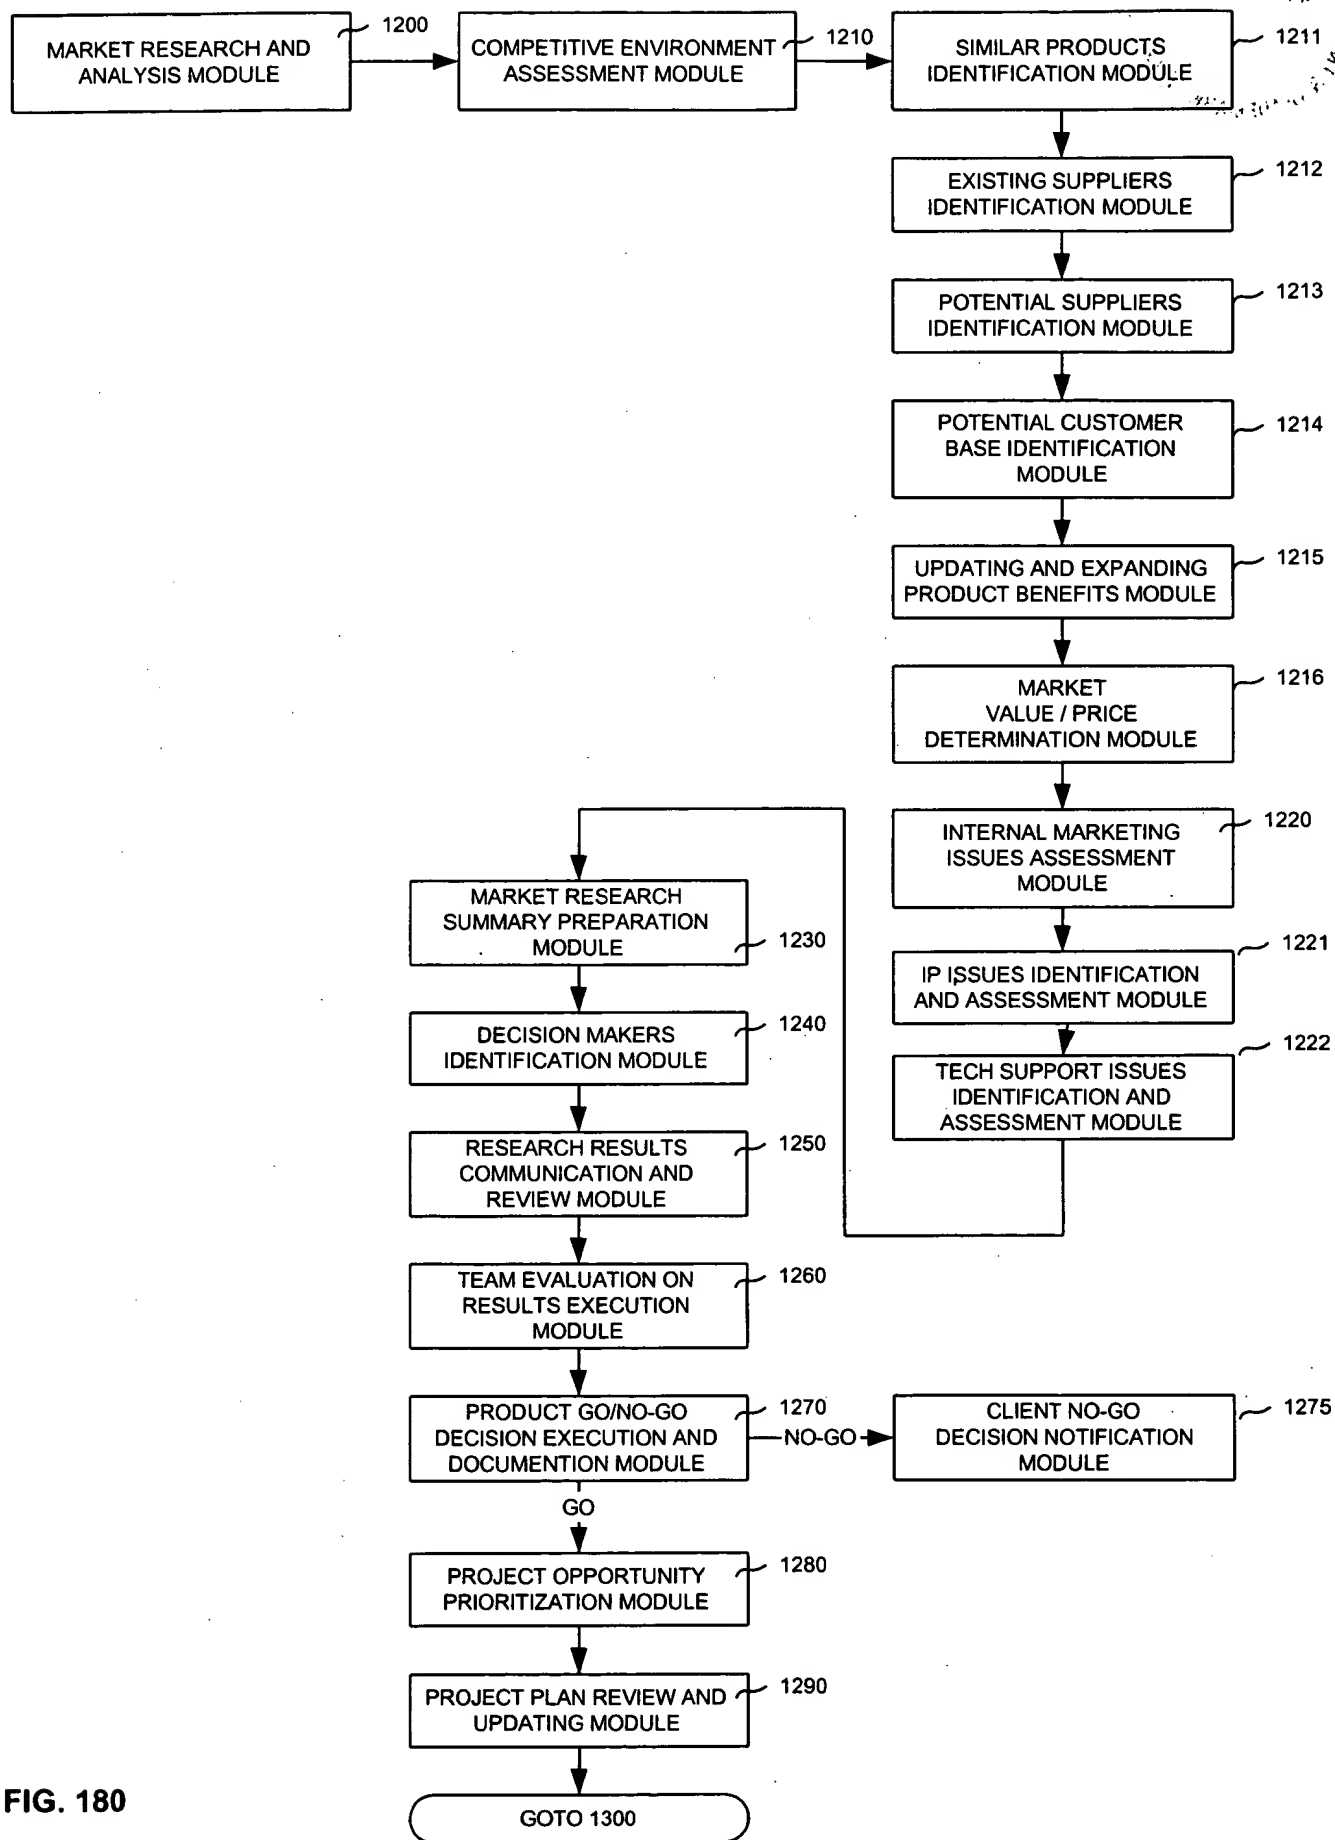 MARKET RESEARCH AND
ANALYSIS MODULE
1200
COMPETITIVE ENVIRONMENT
ASSESSMENT MODULE
1210
SIMILAR PRODUCTS
IDENTIFICATION MODULE
1211
EXISTING SUPPLIERS
IDENTIFICATION MODULE
1212
POTENTIAL SUPPLIERS
IDENTIFICATION MODULE
1213
POTENTIAL CUSTOMER
BASE IDENTIFICATION
MODULE
1214
UPDATING AND EXPANDING
PRODUCT BENEFITS MODULE
1215
MARKET
VALUE / PRICE
DETERMINATION MODULE
1216
INTERNAL MARKETING
ISSUES ASSESSMENT
MODULE
1220
IP ISSUES IDENTIFICATION
AND ASSESSMENT MODULE
1221
TECH SUPPORT ISSUES
IDENTIFICATION AND
ASSESSMENT MODULE
1222
MARKET RESEARCH
SUMMARY PREPARATION
MODULE
1230
DECISION MAKERS
IDENTIFICATION MODULE
1240
RESEARCH RESULTS
COMMUNICATION AND
REVIEW MODULE
1250
TEAM EVALUATION ON
RESULTS EXECUTION
MODULE
1260
PRODUCT GO/NO-GO
DECISION EXECUTION AND
DOCUMENTION MODULE
1270
NO-GO
CLIENT NO-GO
DECISION NOTIFICATION
MODULE
1275
GO
PROJECT OPPORTUNITY
PRIORITIZATION MODULE
1280
PROJECT PLAN REVIEW AND
UPDATING MODULE
1290
GOTO 1300
FIG. 180